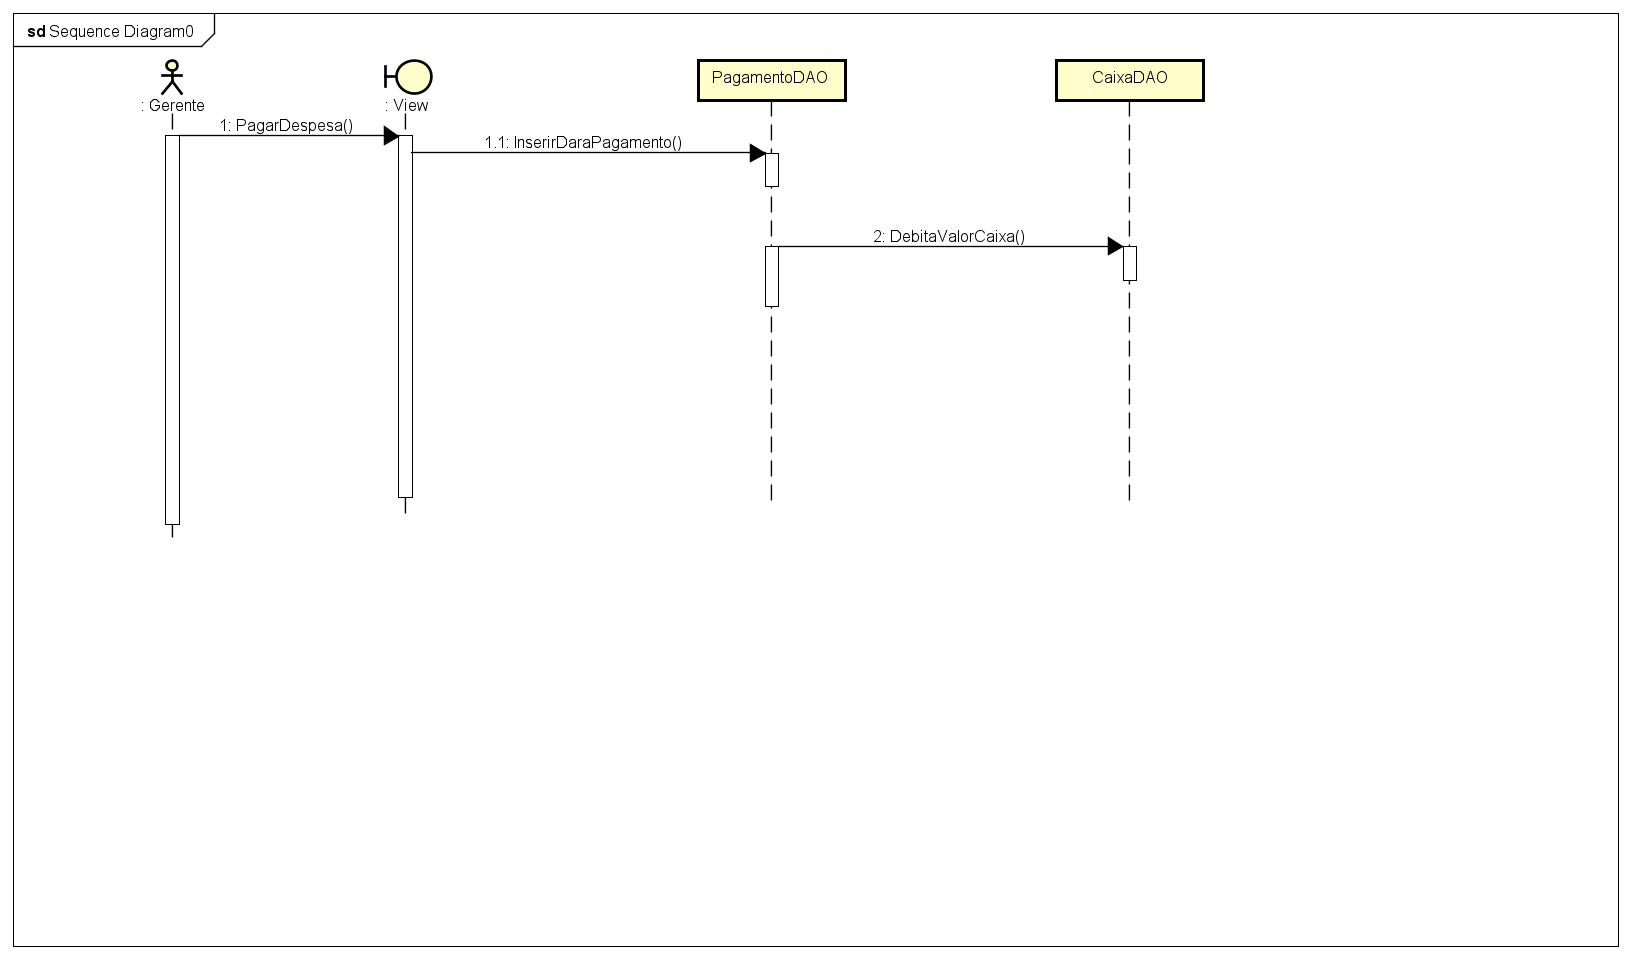 sd Sequence Diagram0
: Gerente
: View
PagamentoDAO
CaixaDAO
1: PagarDespesa()
1.1: InserirDaraPagamento()
2: DebitaValorCaixa()